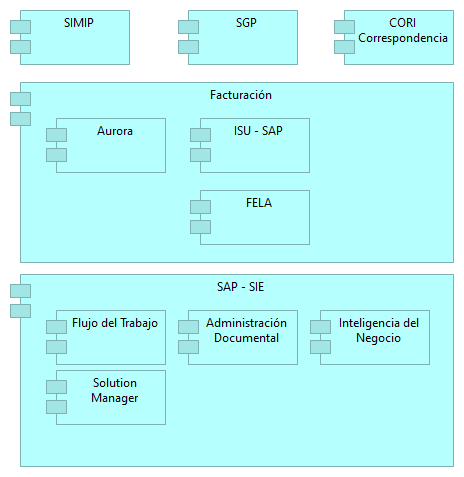 SIMIP
SGP
CORI
Correspondencia
Facturación
Aurora
ISU - SAP
FELA
SAP - SIE
Flujo del Trabajo
Administración
Documental
Inteligencia del
Negocio
Solution
Manager